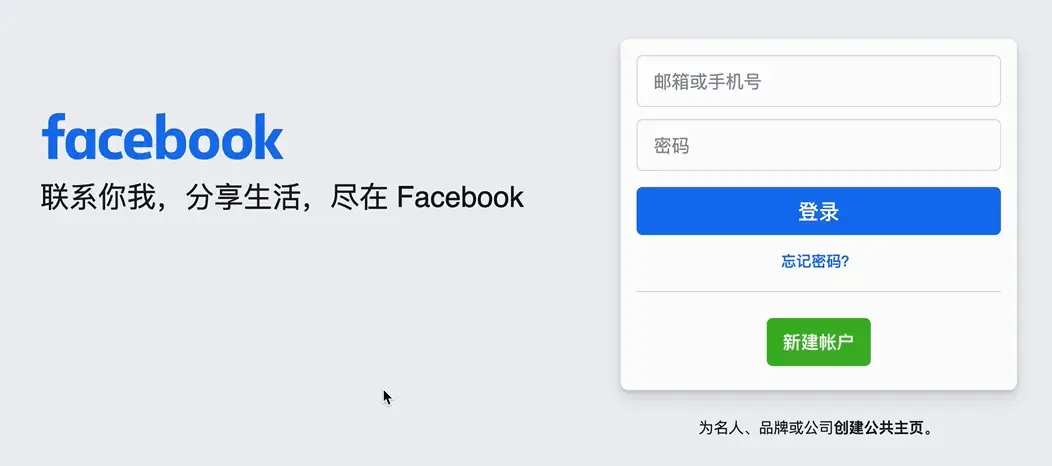 facebook
联系你我，分享生活，尽在 Facebook
邮箱或手机号
密码
登录
忘记密码?
新建帐户
为名人、品牌或公司创建公共主页。